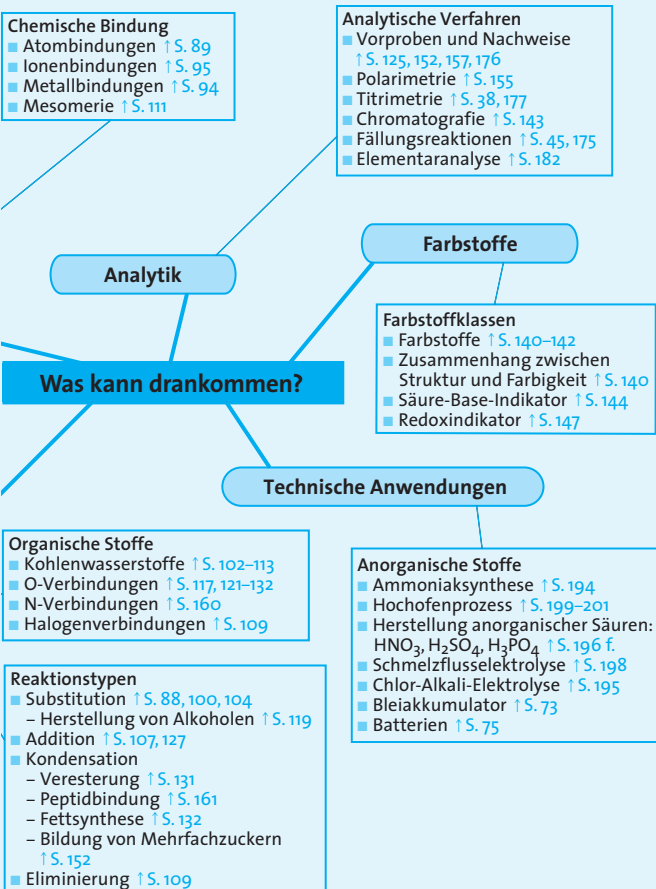 Chemische Bindung
■ Atombindungen ↑S. 89
■ Ionenbindungen ↑S. 95
■ Metallbindungen ↑S. 94
■ Mesomerie ↑S. 111
Analytische Verfahren
■ Vorproben und Nachweise
↑S. 125, 152, 157, 176
■ Polarimetrie ↑S. 155
■ Titrimetrie ↑S. 38, 177
■ Chromatografie ↑S. 143
■ Fällungsreaktionen ↑S. 45, 175
■ Elementaranalyse ↑S. 182
Analytik
Farbstoffe
Farbstoffklassen
■ Farbstoffe ↑S. 140–142
■ Zusammenhang zwischen
Struktur und Farbigkeit ↑S. 140
■ Säure-Base-Indikator ↑S. 144
■ Redoxindikator ↑S. 147
Was kann drankommen?
Technische Anwendungen
Organische Stoffe
■ Kohlenwasserstoffe ↑S. 102–113
■ O-Verbindungen ↑S. 117, 121–132
■ N-Verbindungen ↑S. 160
■ Halogenverbindungen ↑S. 109
Anorganische Stoffe
■ Ammoniaksynthese ↑S. 194
■ Hochofenprozess ↑S. 199–201
■ Herstellung anorganischer Säuren:
HNO₃, H₂SO₄, H₃PO₄ ↑S. 196 f.
■ Schmelzflusselektrolyse ↑S. 198
■ Chlor-Alkali-Elektrolyse ↑S. 195
■ Bleiakkumulator ↑S. 73
■ Batterien ↑S. 75
Reaktionstypen
■ Substitution ↑S. 88, 100, 104
– Herstellung von Alkoholen ↑S. 119
■ Addition ↑S. 107, 127
■ Kondensation
– Veresterung ↑S. 131
– Peptidbindung ↑S. 161
– Fettsynthese ↑S. 132
– Bildung von Mehrfachzuckern
↑S. 152
■ Eliminierung ↑S. 109